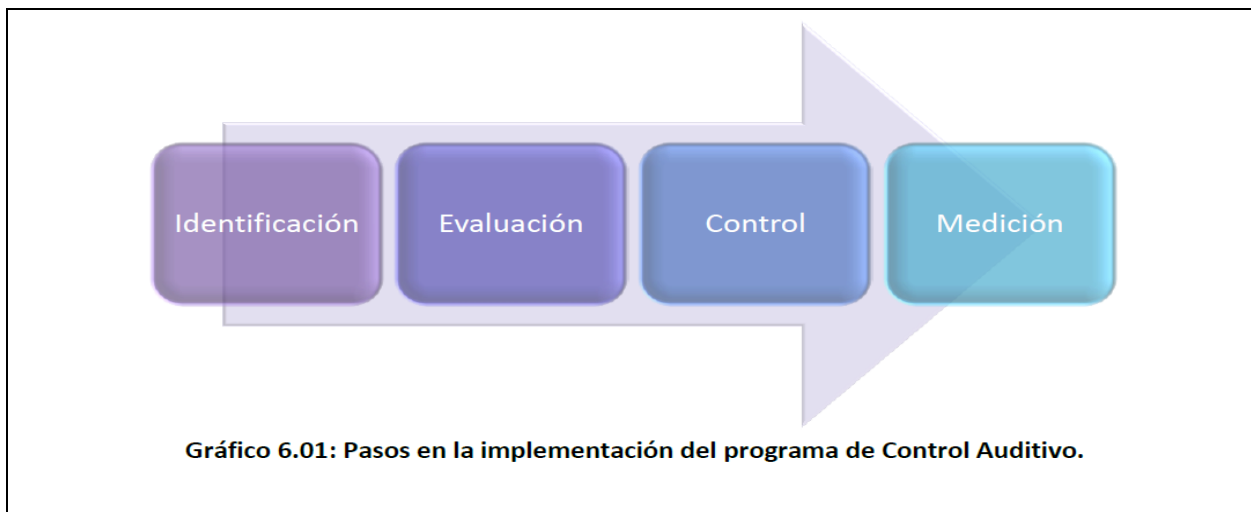 Identificación
Evaluación
Control
Medición
Gráfico 6.01: Pasos en la implementación del programa de Control Auditivo.